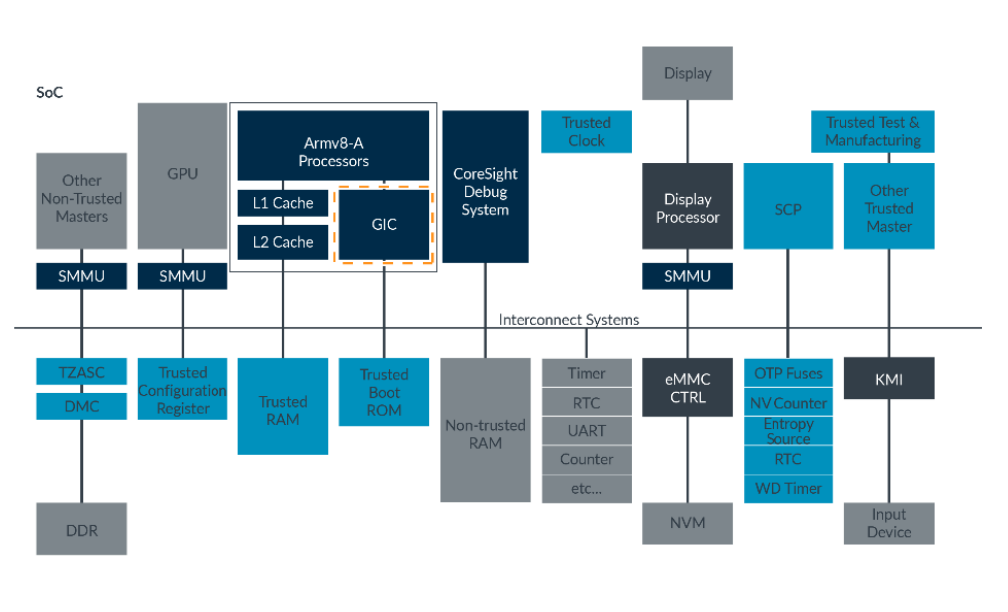 SoC
Display
Other
Non-Trusted
Masters
GPU
Armv8-A
Processors
L1 Cache
L2 Cache
GIC
CoreSight
Debug
System
Trusted
Clock
Display
Processor
SCP
Trusted Test &
Manufacturing
Other
Trusted
Master
SMMU
SMMU
SMMU
Interconnect Systems
TZASC
DMC
DDR
Trusted
Configuration
Register
Trusted
RAM
Trusted
Boot
ROM
Non-trusted
RAM
Timer
RTC
UART
Counter
etc...
eMMC
CTRL
NVM
OTP Fuses
NV Counter
Entropy
Source
RTC
WD Timer
KMI
Input
Device